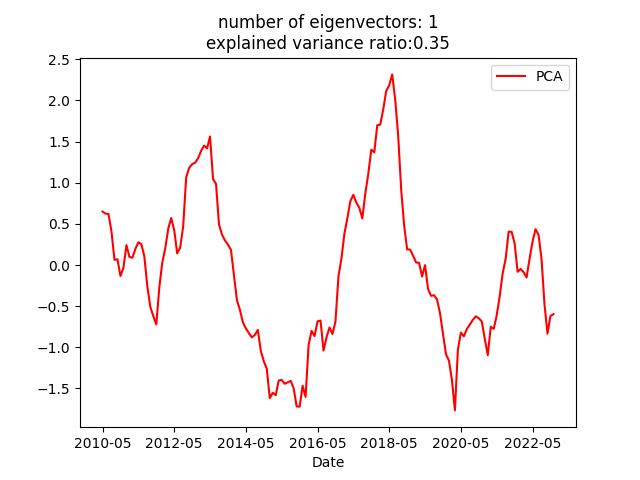 number of eigenvectors: 1
explained variance ratio:0.35
PCA
2.5
2.0
1.5
1.0
0.5
0.0
−0.5
−1.0
−1.5
2010-05 2012-05 2014-05 2016-05 2018-05 2020-05 2022-05
Date